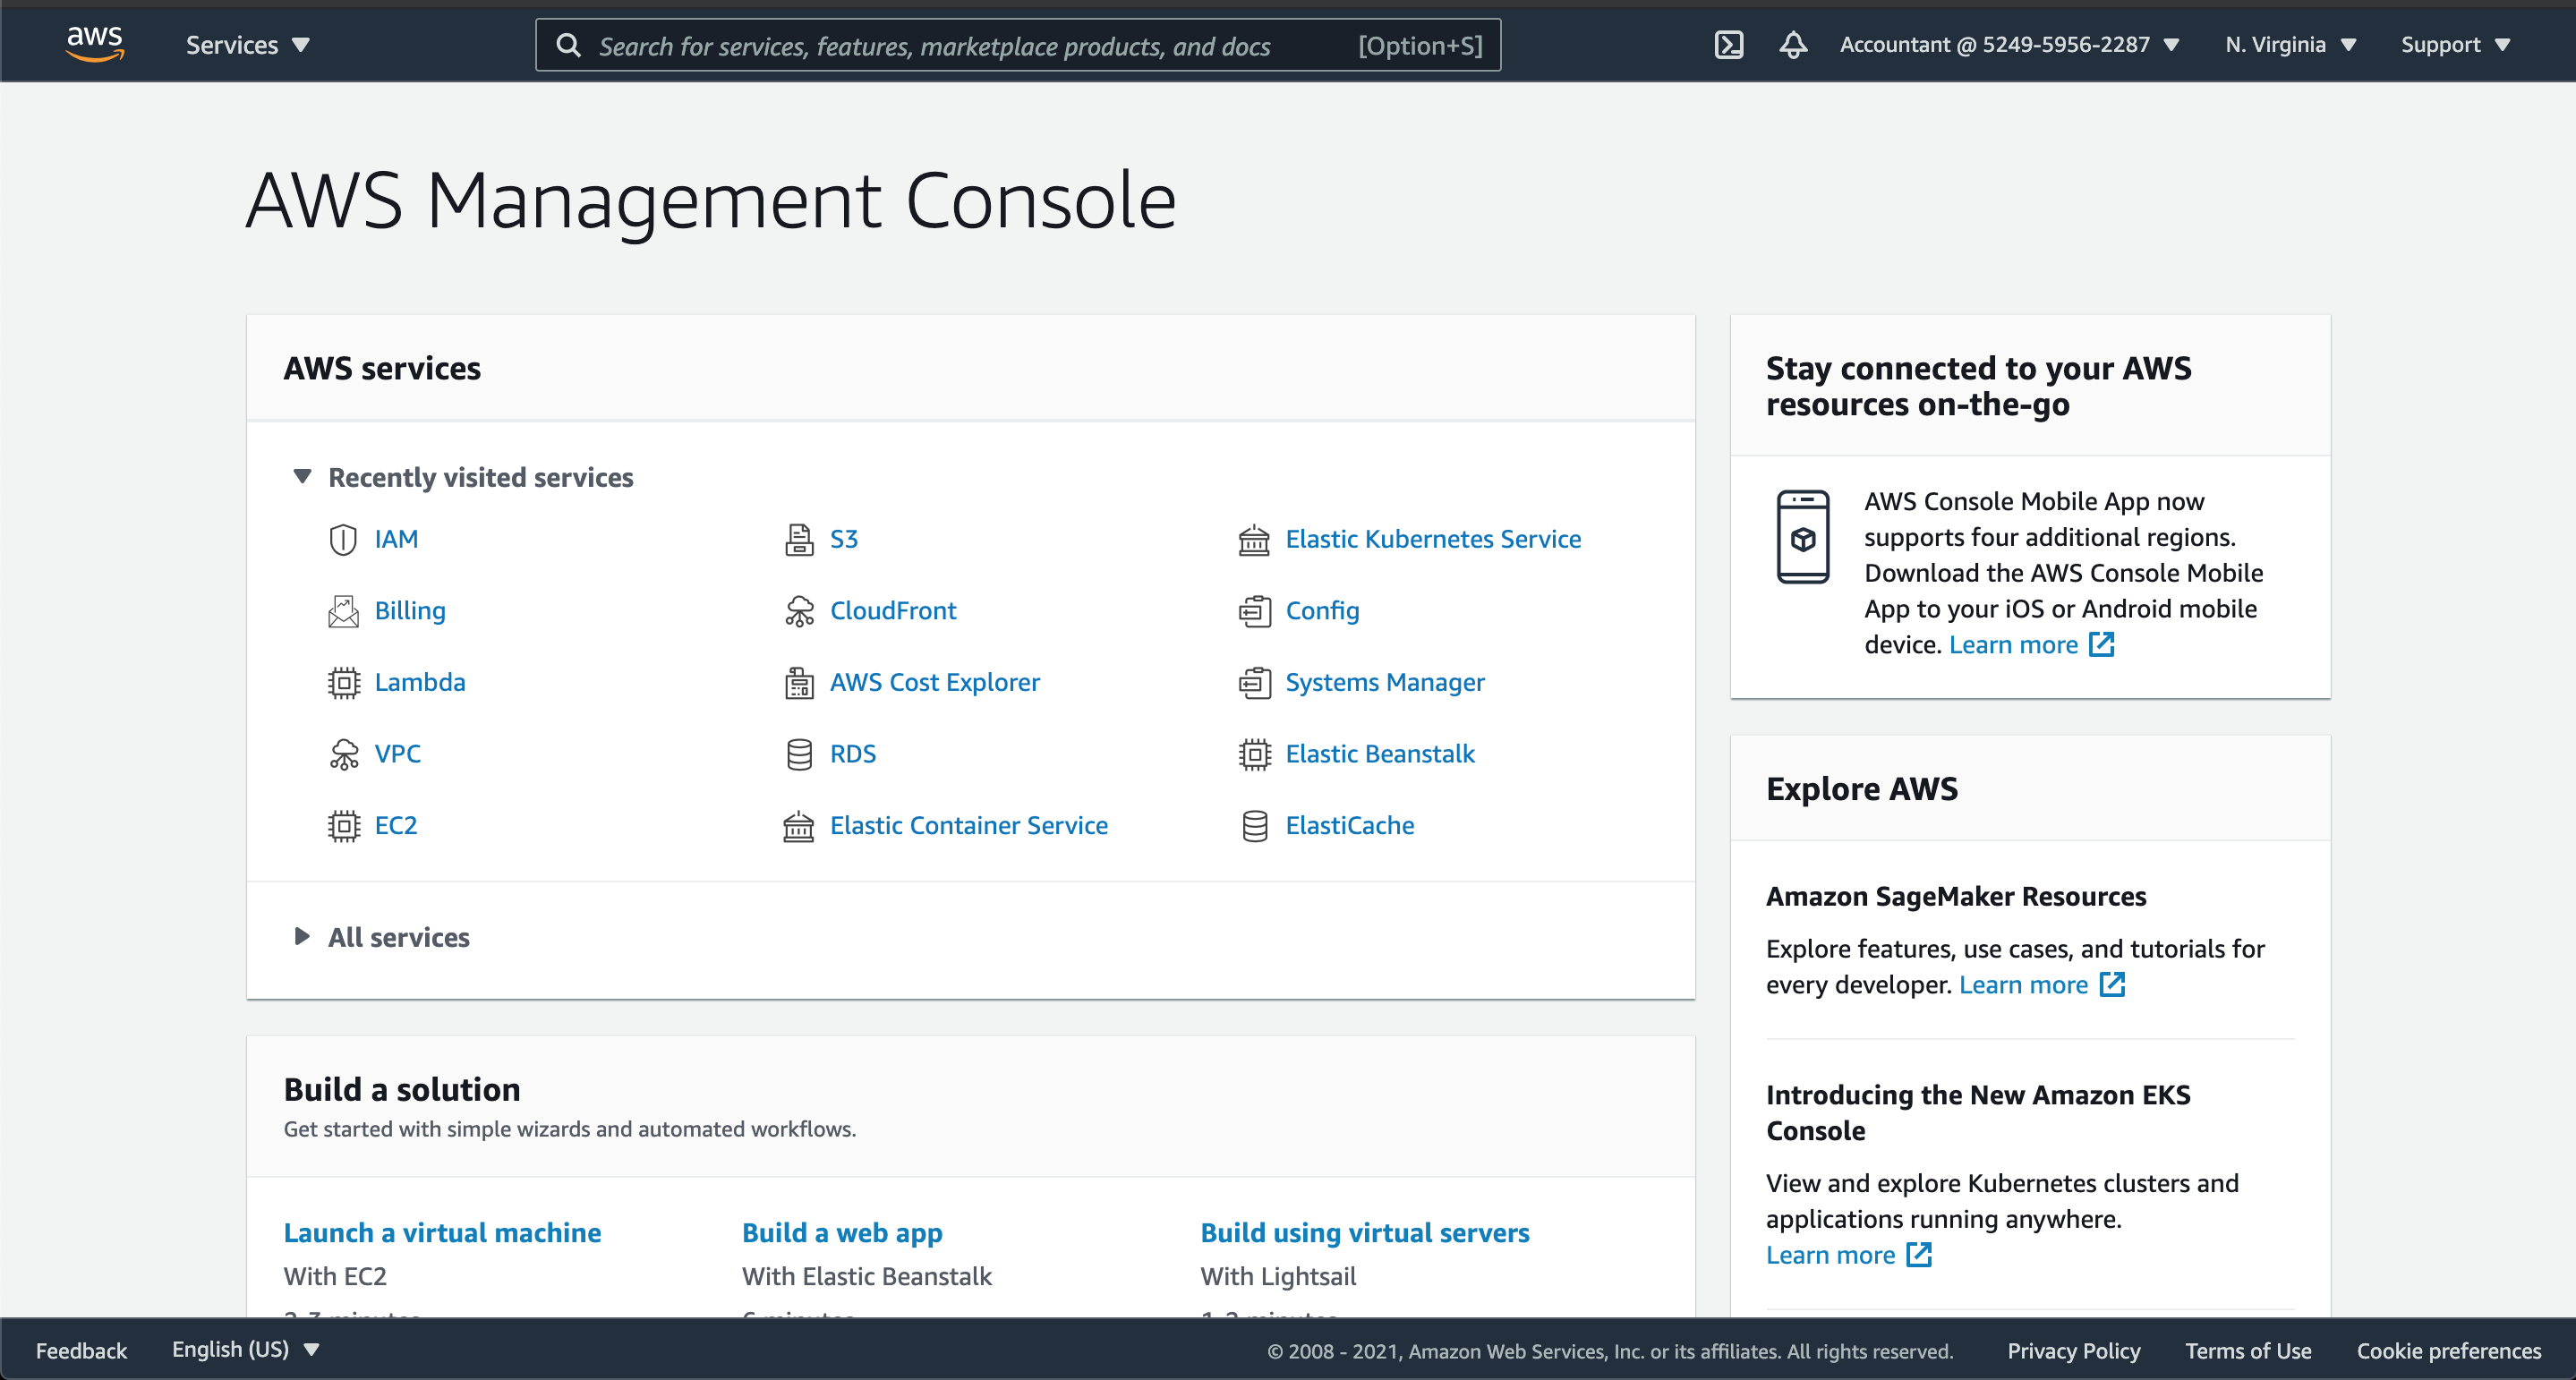 aws
Services
Search for services, features, marketplace products, and docs [Option+S]
Accountant @ 5249-5956-2287
N. Virginia
Support
AWS Management Console
AWS services
Recently visited services
IAM
S3
Elastic Kubernetes Service
Billing
CloudFront
Config
Lambda
AWS Cost Explorer
Systems Manager
VPC
RDS
Elastic Beanstalk
EC2
Elastic Container Service
ElastiCache
All services
Build a solution
Get started with simple wizards and automated workflows.
Launch a virtual machine
With EC2
2-3 minutes
Build a web app
With Elastic Beanstalk
6 minutes
Build using virtual servers
With Lightsail
1-2 minutes
Stay connected to your AWS
resources on-the-go
AWS Console Mobile App now
supports four additional regions.
Download the AWS Console Mobile
App to your iOS or Android mobile
device. Learn more
Explore AWS
Amazon SageMaker Resources
Explore features, use cases, and tutorials for
every developer. Learn more
Introducing the New Amazon EKS
Console
View and explore Kubernetes clusters and
applications running anywhere.
Learn more
Feedback
English (US)
© 2008 - 2021, Amazon Web Services, Inc. or its affiliates. All rights reserved.
Privacy Policy
Terms of Use
Cookie preferences